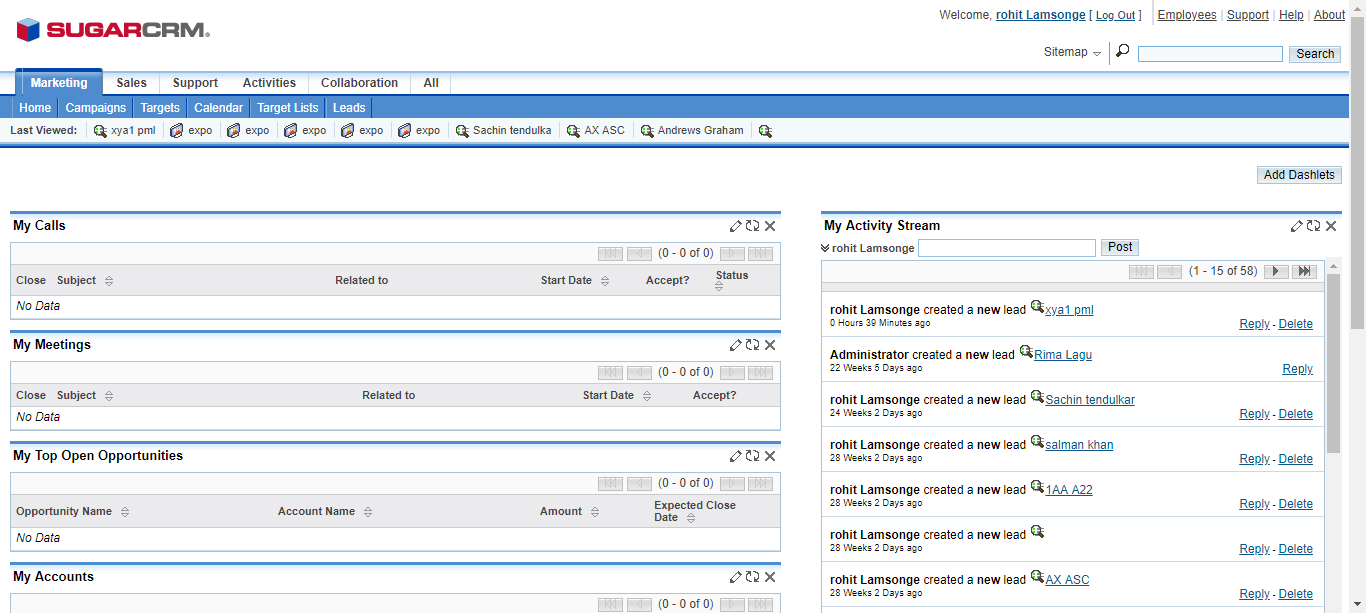 Welcome, rohit Lamsonge [ Log Out ] Employees | Support | Help | About
SUGARCRM.
Sitemap
Search
Marketing Sales Support Activities Collaboration All
Home Campaigns Targets Calendar Target Lists Leads
Last Viewed: xya1 pml expo expo expo expo expo Sachin tendulka AX ASC Andrews Graham
Add Dashlets
My Calls
(0 - 0 of 0)
Close Subject Related to Start Date Accept? Status
No Data
My Meetings
(0 - 0 of 0)
Close Subject Related to Start Date Accept?
No Data
My Top Open Opportunities
(0 - 0 of 0)
Opportunity Name Account Name Amount Expected Close
Date
No Data
My Accounts
(0 - 0 of 0)
My Activity Stream
rohit Lamsonge Post
(1 - 15 of 58)
rohit Lamsonge created a new lead xya1 pml
0 Hours 39 Minutes ago Reply - Delete
Administrator created a new lead Rima Lagu
22 Weeks 5 Days ago Reply
rohit Lamsonge created a new lead Sachin tendulkar
24 Weeks 2 Days ago Reply - Delete
rohit Lamsonge created a new lead salman khan
28 Weeks 2 Days ago Reply - Delete
rohit Lamsonge created a new lead 1AA A22
28 Weeks 2 Days ago Reply - Delete
rohit Lamsonge created a new lead
28 Weeks 2 Days ago Reply - Delete
rohit Lamsonge created a new lead AX ASC
28 Weeks 2 Days ago Reply - Delete